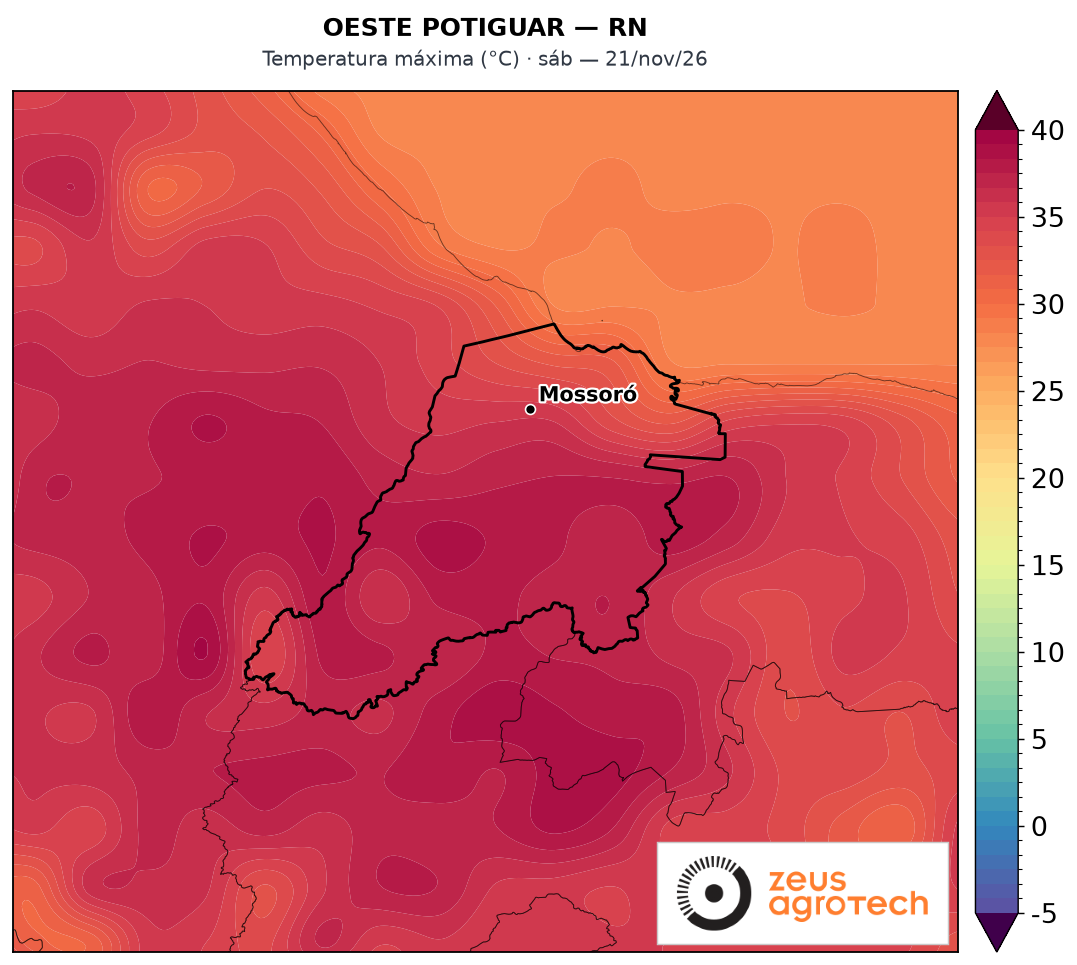 OESTE POTIGUAR — RN
Temperatura máxima (°C) · sáb — 21/nov/26
Mossoró
40
35
30
25
20
15
10
5
0
-5
zeus
agrotech